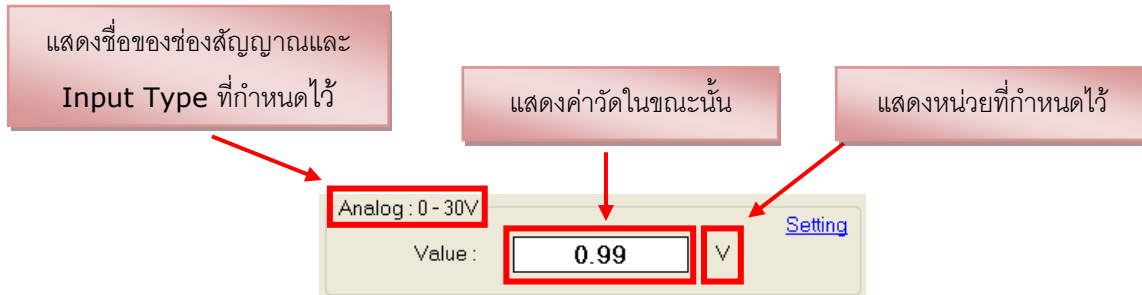 แสดงชื่อของช่องสัญญาณและ
Input Type ที่กำหนดไว้
แสดงค่าวัดในขณะนั้น
แสดงหน่วยที่กำหนดไว้
Analog : 0 - 30V
Setting
Value :
0.99
V